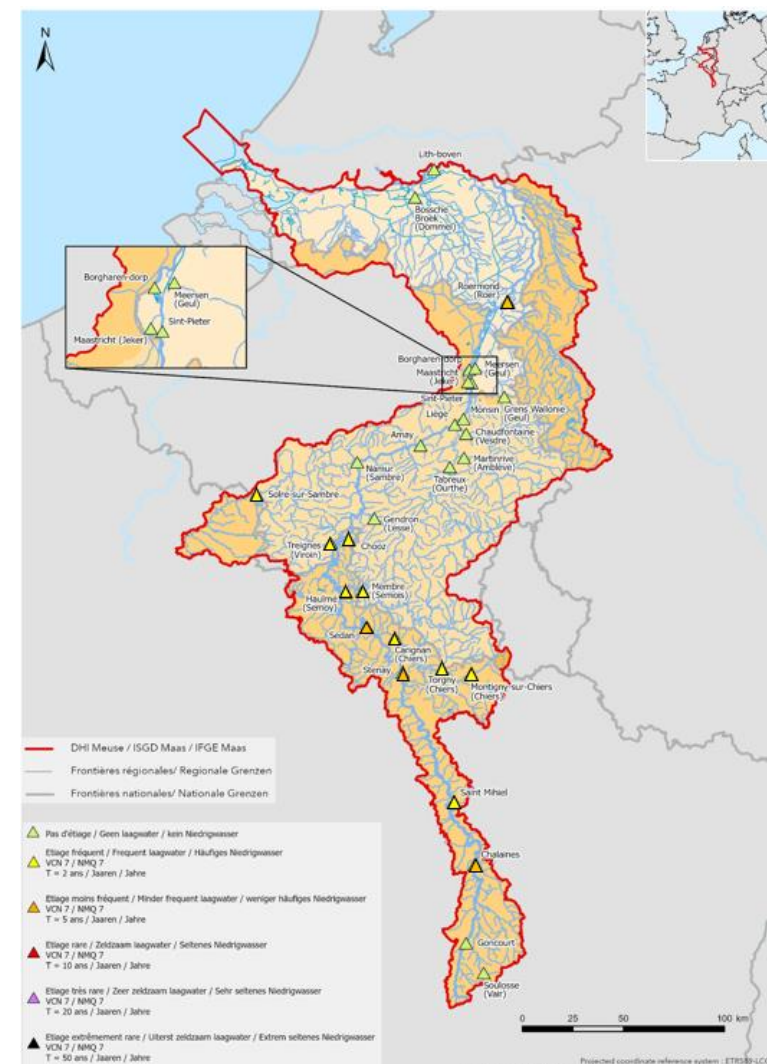 N
Lith-boven
Bossche
Broek
(Dommel)
Roermond
(Roer)
Borgharen-dorp
Meersen
(Geul)
Sint-Pieter
Maastricht (Jeker)
Borgharen-dorp
Maastricht
(Jeker)
Meersen
(Geul)
Sint-Pieter
Liège
Monsin
Grens Wallonie
(Geul)
Chaudfontaine
(Vesdre)
Amay
Martinrive
(Amblève)
Namur
(Sambre)
Tabreux
(Ourthe)
Solre-sur-Sambre
Gendron
(Lesse)
Treignes
(Viroin)
Chooz
Haulmé
(Semoy)
Membre
(Semois)
Sedan
Carignan
(Chiers)
Stenay
Torgny
(Chiers)
Montigny-sur-Chiers
(Chiers)
Saint Mihiel
Chalaines
Goncourt
Soulosse
(Vair)
DHI Meuse / ISGD Maas / IFGE Maas
Frontières régionales/ Regionale Grenzen
Frontières nationales/ Nationale Grenzen
Pas d'étiage / Geen laagwater / kein Niedrigwasser
Etiage fréquent / Frequent laagwater / Häufiges Niedrigwasser
VCN 7 / NMQ 7
T = 2 ans / Jaaren / Jahre
Etiage moins fréquent / Minder frequent laagwater / weniger häufiges Niedrigwasser
VCN 7 / NMQ 7
T = 5 ans / Jaaren / Jahre
Etiage rare / Zeldzaam laagwater / Seltenes Niedrigwasser
VCN 7 / NMQ 7
T = 10 ans / Jaaren / Jahre
Etiage très rare / Zeer zeldzaam laagwater / Sehr seltenes Niedrigwasser
VCN 7 / NMQ 7
T = 20 ans / Jaaren / Jahre
Etiage extrêmement rare / Uiterst zeldzaam laagwater / Extrem seltenes Niedrigwasser
VCN 7 / NMQ 7
T = 50 ans / Jaaren / Jahre
0 25 50 100 km
Projected coordinate reference system : ETRS89-LC